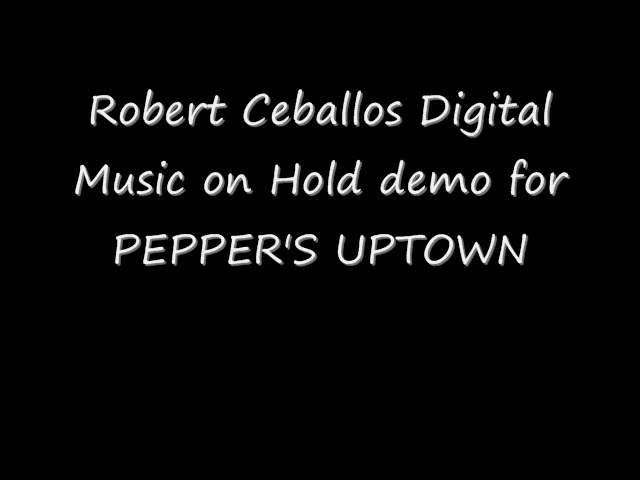 Robert Ceballos Digital
Music on Hold demo for
PEPPER'S UPTOWN